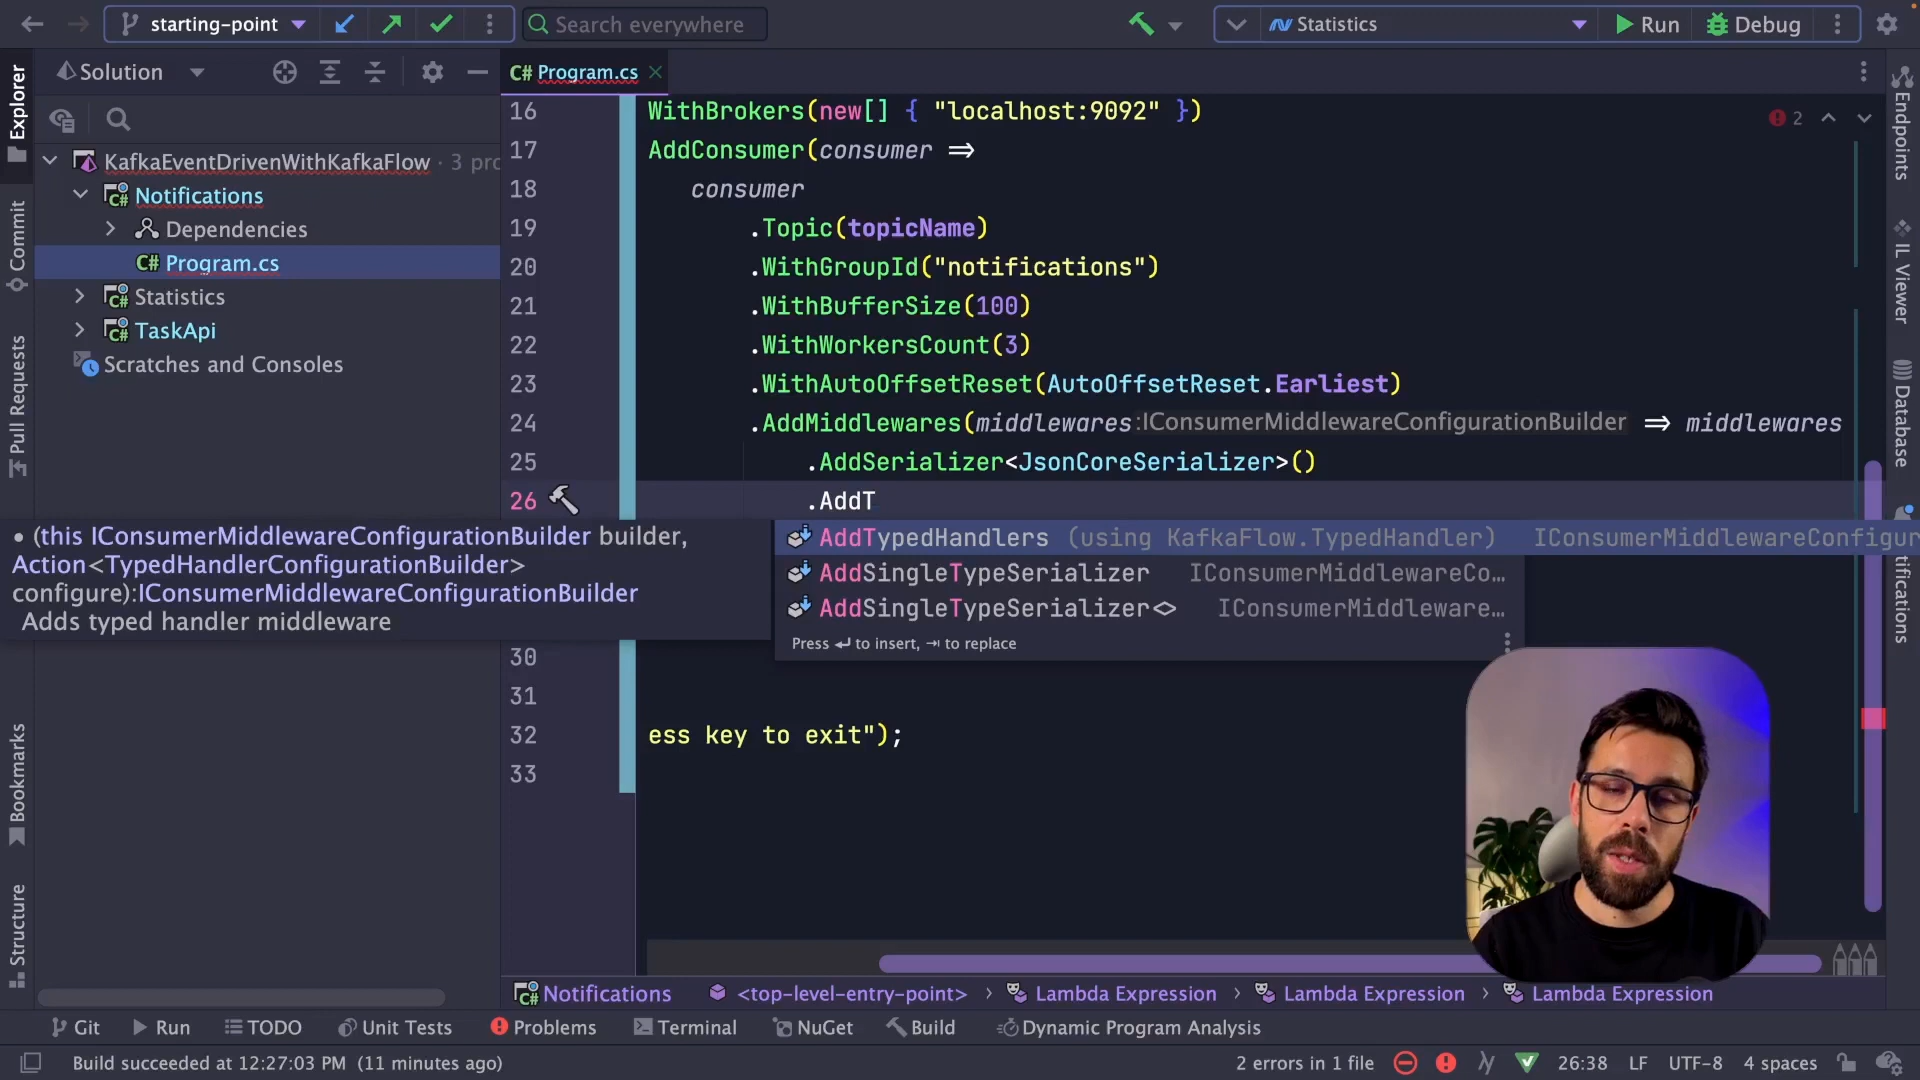 starting-point
Search everywhere
Statistics
Run
Debug
Solution
C# Program.cs
Explorer
Commit
Pull Requests
Bookmarks
Structure
KafkaEventDrivenWithKafkaFlow · 3
Notifications
Dependencies
C# Program.cs
Statistics
TaskApi
Scratches and Consoles
16 WithBrokers(new[] { "localhost:9092" })
17 AddConsumer(consumer =>
18 consumer
19 .Topic(topicName)
20 .WithGroupId("notifications")
21 .WithBufferSize(100)
22 .WithWorkersCount(3)
23 .WithAutoOffsetReset(AutoOffsetReset.Earliest)
24 .AddMiddlewares(middlewares:IConsumerMiddlewareConfigurationBuilder => middlewares
25 .AddSerializer<JsonCoreSerializer>()
26 .AddT
2
• (this IConsumerMiddlewareConfigurationBuilder builder,
Action<TypedHandlerConfigurationBuilder>
configure):IConsumerMiddlewareConfigurationBuilder
Adds typed handler middleware
AddTypedHandlers (using KafkaFlow.TypedHandler) IConsumerMiddlewareConfigur
AddSingleTypeSerializer IConsumerMiddlewareCo…
AddSingleTypeSerializer<> IConsumerMiddleware…
Press ↵ to insert, ⇥ to replace
30
31
32 ess key to exit");
33
Endpoints
IL Viewer
Database
tifications
C# Notifications <top-level-entry-point> › Lambda Expression › Lambda Expression › Lambda Expression
Git Run TODO Unit Tests Problems Terminal NuGet Build Dynamic Program Analysis
Build succeeded at 12:27:03 PM (11 minutes ago)
2 errors in 1 file
26:38 LF UTF-8 4 spaces